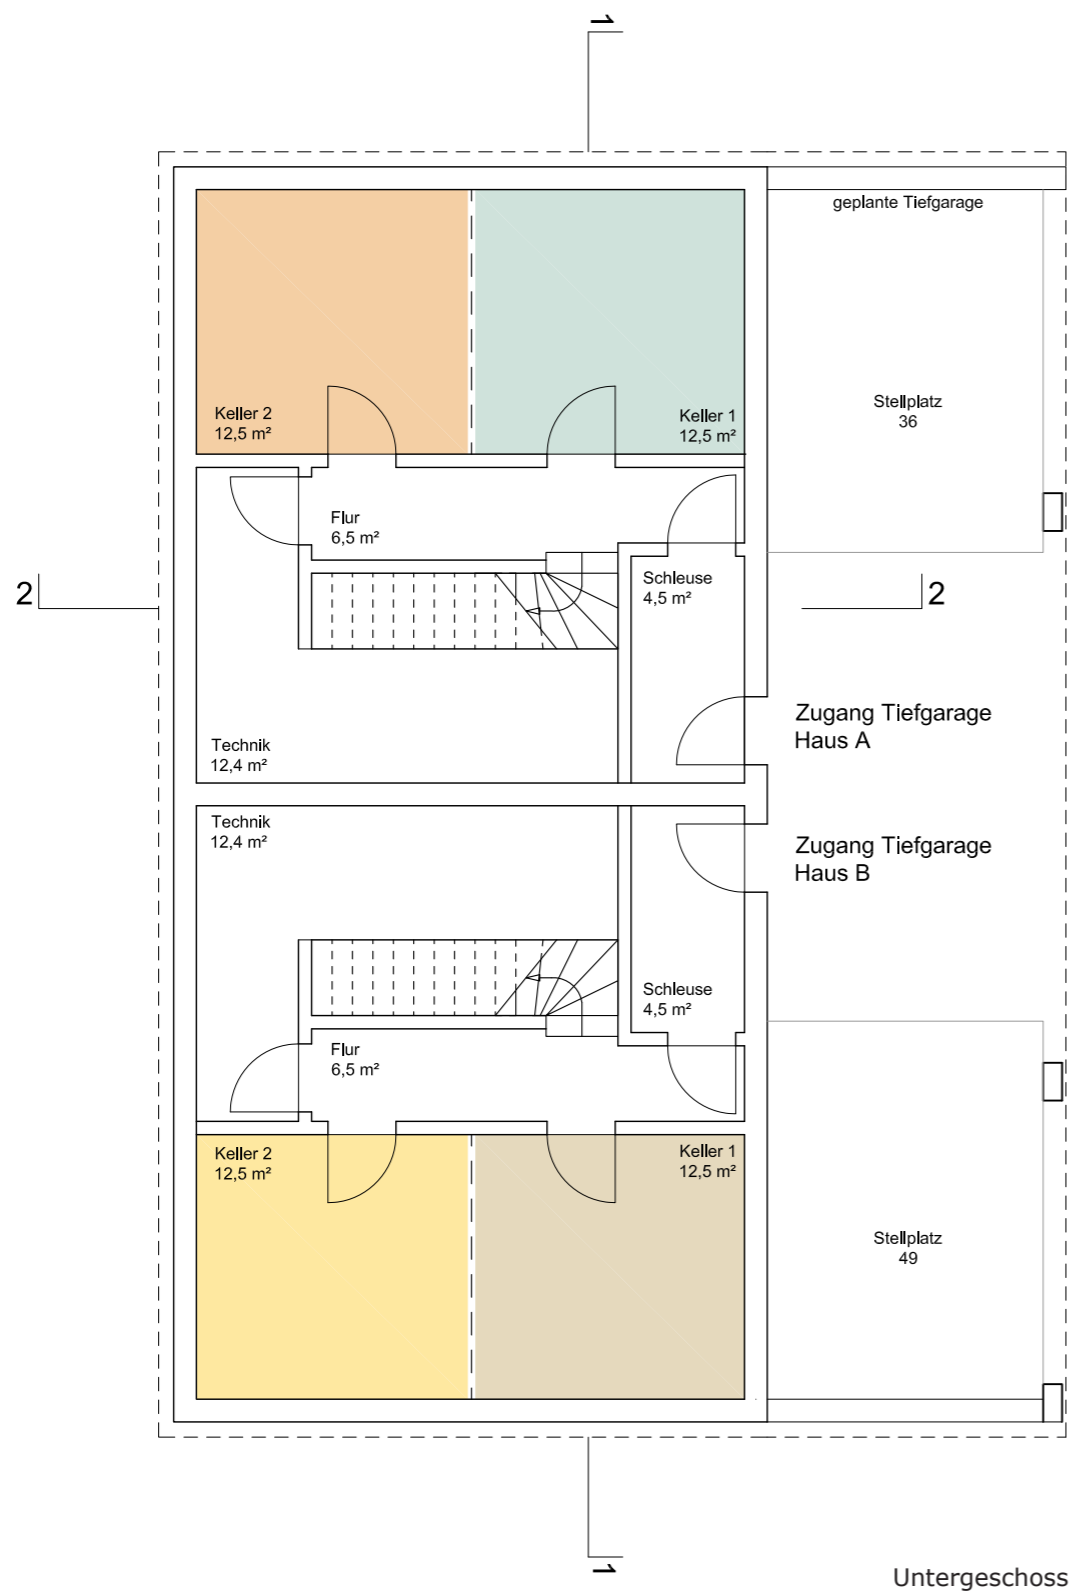 1
geplante Tiefgarage
Keller 2
12,5 m²
Keller 1
12,5 m²
Stellplatz
36
Flur
6,5 m²
Schleuse
4,5 m²
2
2
Zugang Tiefgarage
Haus A
Technik
12,4 m²
Technik
12,4 m²
Zugang Tiefgarage
Haus B
Schleuse
4,5 m²
Flur
6,5 m²
Keller 2
12,5 m²
Keller 1
12,5 m²
Stellplatz
49
1
Untergeschoss